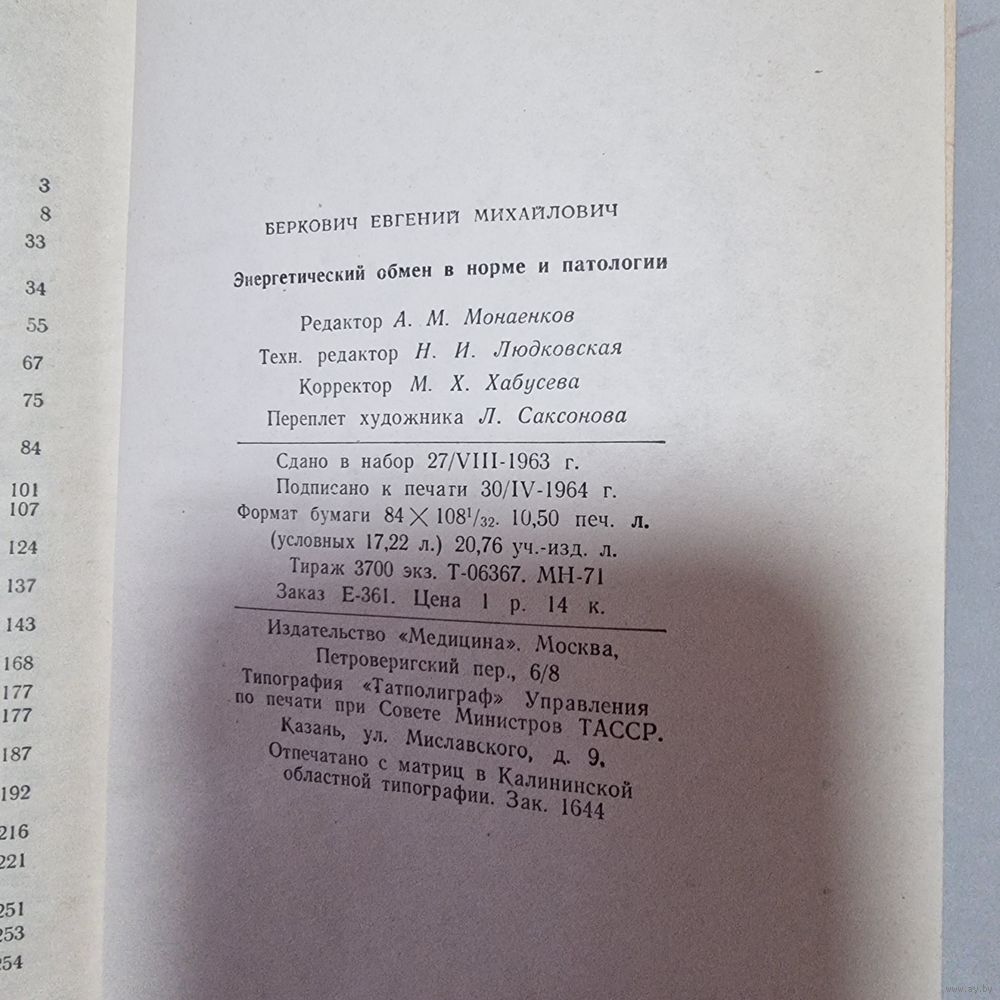 3
8
33
34
55
67
75
84
101
107
124
137
143
168
177
177
187
192
216
221
251
253
254
БЕРКОВИЧ ЕВГЕНИЙ МИХАЙЛОВИЧ
Энергетический обмен в норме и патологии
Редактор А. М. Монаенков
Техн. редактор Н. И. Людковская
Корректор М. Х. Хабусева
Переплет художника Л. Саксонова
Сдано в набор 27/VIII-1963 г.
Подписано к печати 30/IV-1964 г.
Формат бумаги 84×108¹/₃₂. 10,50 печ. л.
(условных 17,22 л.) 20,76 уч.-изд. л.
Тираж 3700 экз. Т-06367. МН-71
Заказ Е-361. Цена 1 р. 14 к.
Издательство «Медицина». Москва,
Петроверигский пер., 6/8
Типография «Татполиграф» Управления
по печати при Совете Министров ТАССР.
Казань, ул. Миславского, д. 9.
Отпечатано с матриц в Калининской
областной типографии. Зак. 1644
www.ay.by